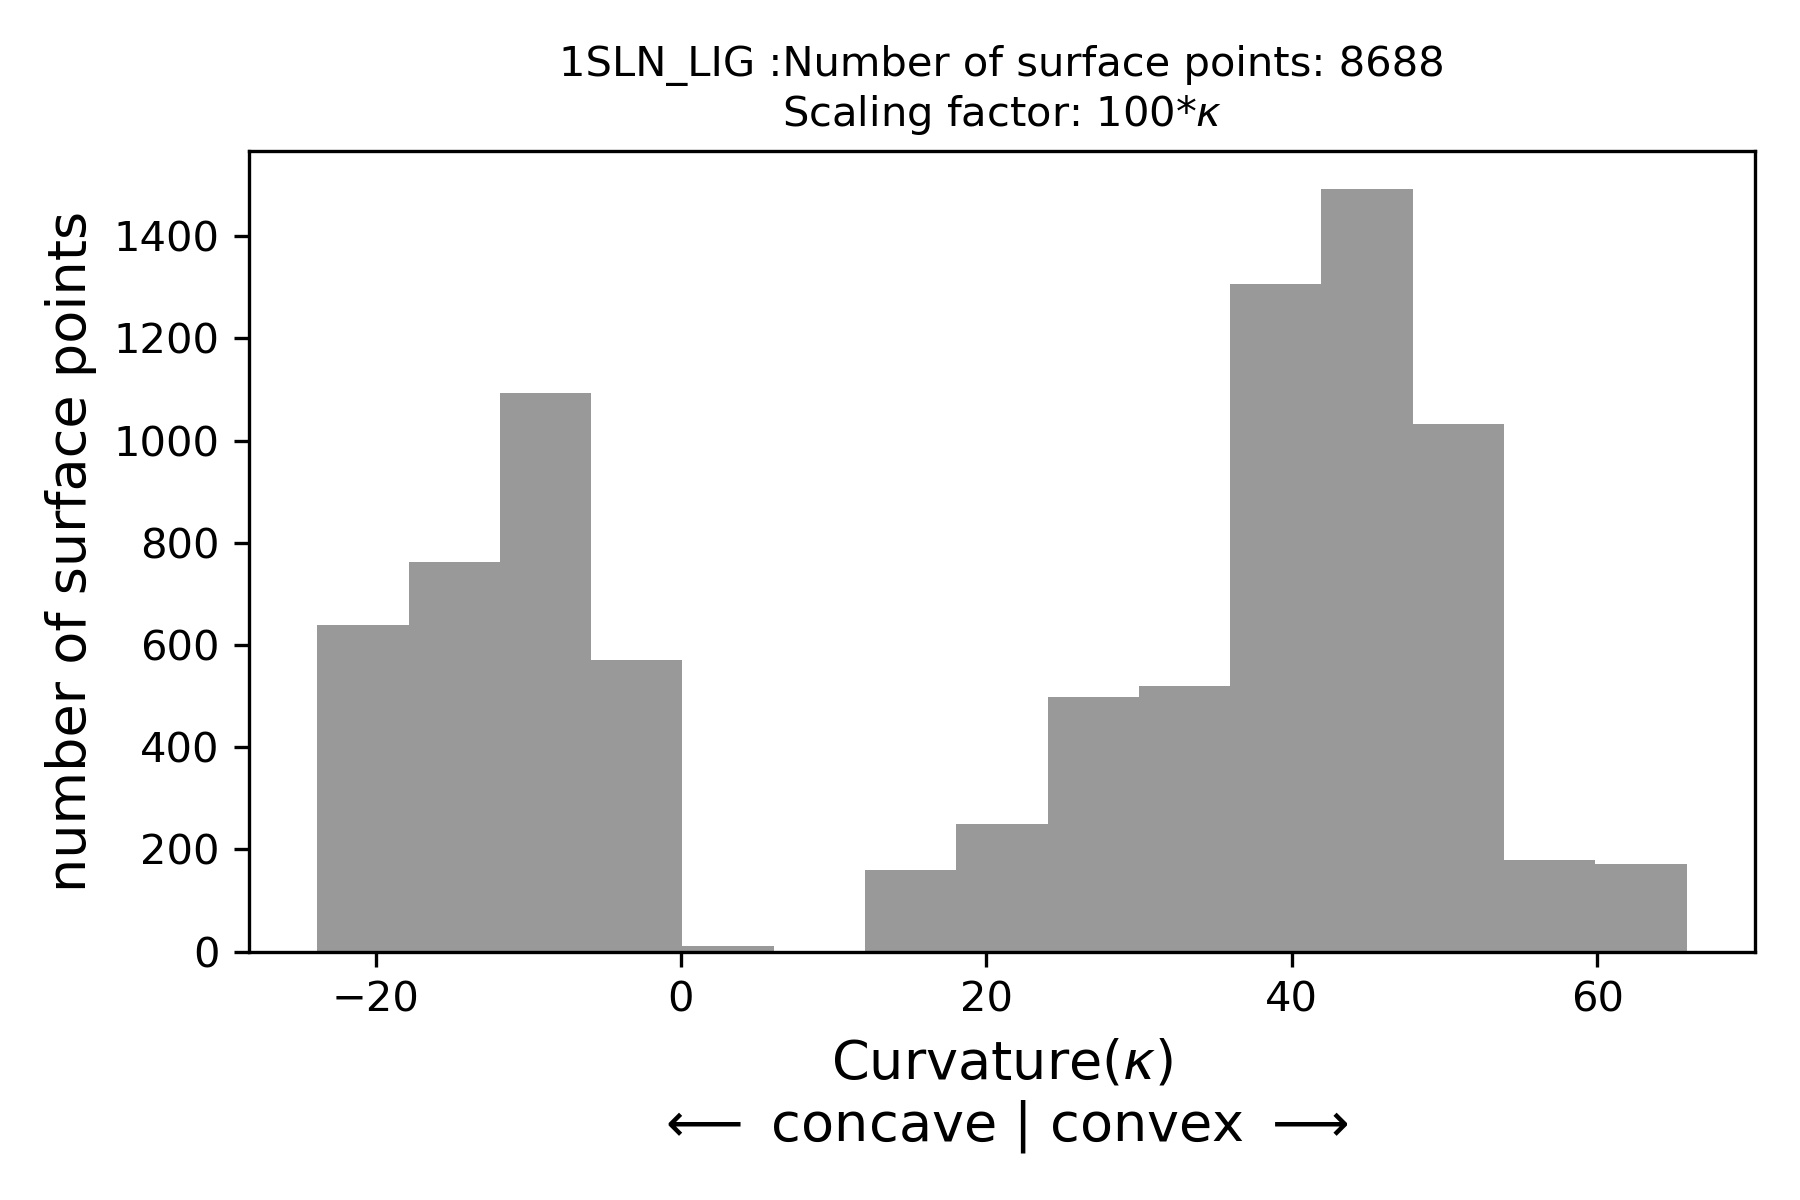 1SLN_LIG :Number of surface points: 8688
Scaling factor: 100*κ
number of surface points
1400
1200
1000
800
600
400
200
0
−20 0 20 40 60
Curvature(κ)
⟵ concave | convex ⟶